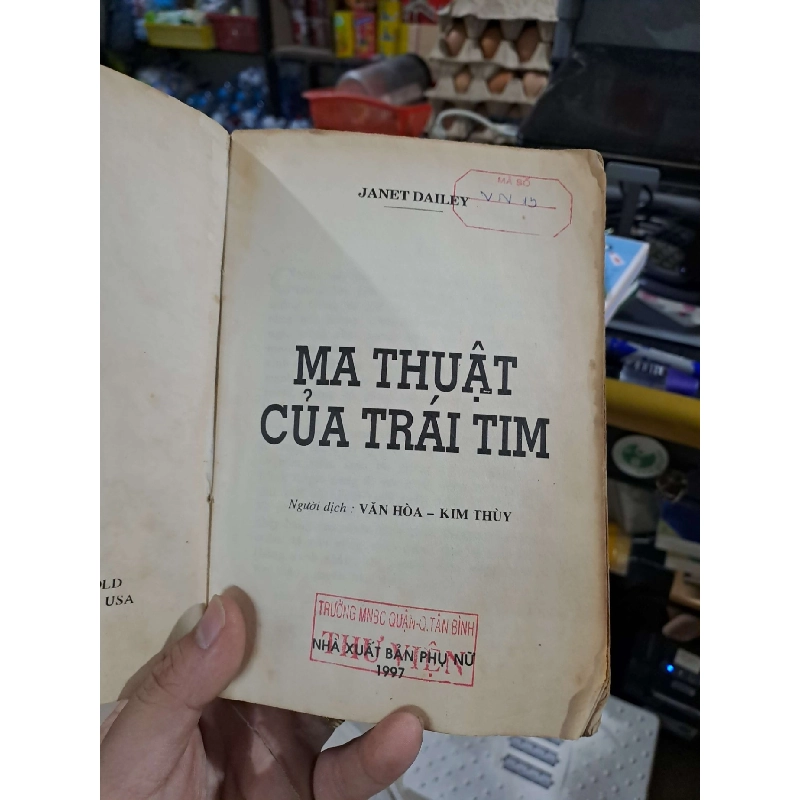 OLD
USA
JANET DAILEY
MÃ SỐ
VN 19
MA THUẬT
CỦA TRÁI TIM
Người dịch : VĂN HÒA – KIM THÙY
TRƯỜNG MNBC QUẬN-Q.TÂN BÌNH
THƯ VIỆN
NHÀ XUẤT BẢN PHỤ NỮ
1997